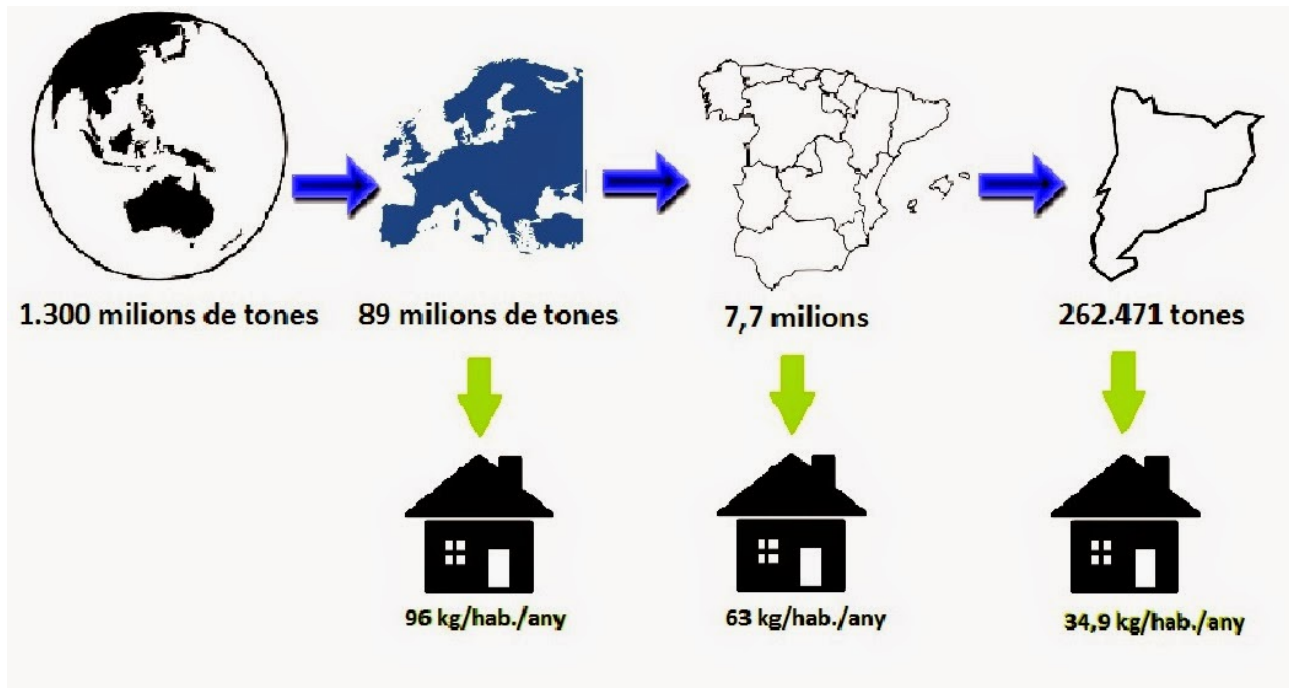 1.300 milions de tones
89 milions de tones
7,7 milions
262.471 tones
96 kg/hab./any
63 kg/hab./any
34,9 kg/hab./any